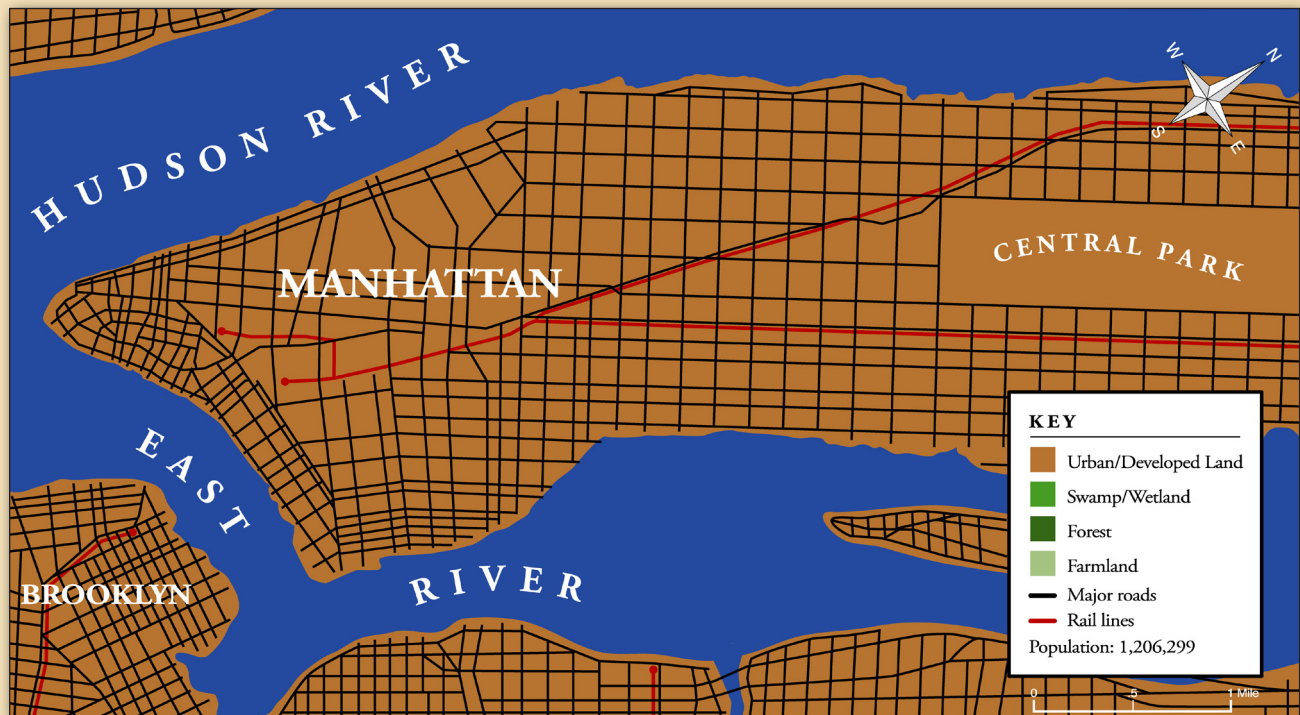 HUDSON RIVER
W
N
S
E
CENTRAL PARK
MANHATTAN
EAST
RIVER
BROOKLYN
KEY
Urban/Developed Land
Swamp/Wetland
Forest
Farmland
Major roads
Rail lines
Population: 1,206,299
0 .5 1 Mile